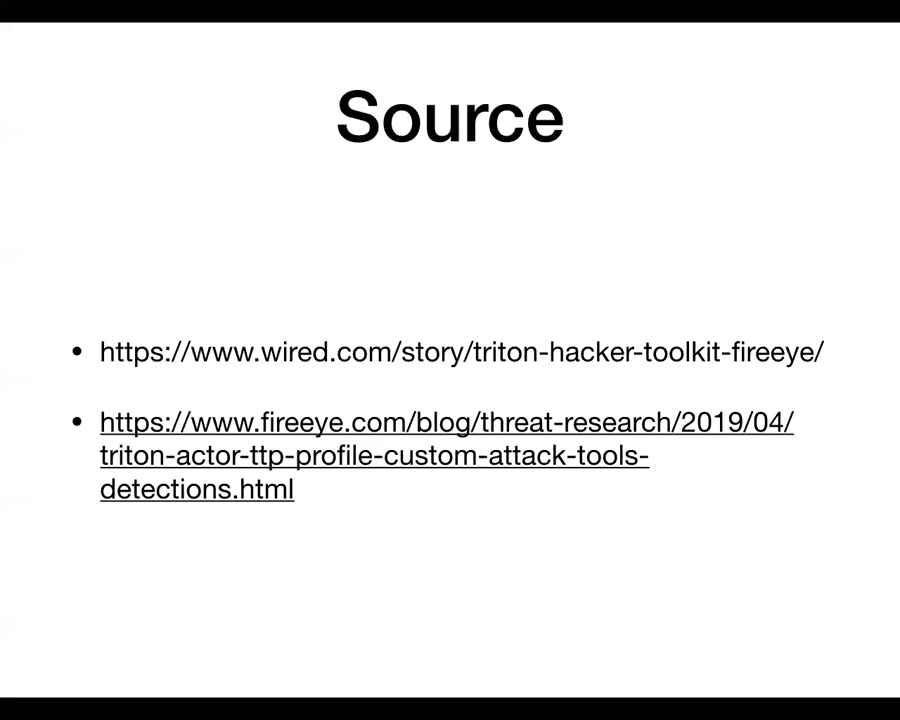 Source
• https://www.wired.com/story/triton-hacker-toolkit-fireeye/
• https://www.fireeye.com/blog/threat-research/2019/04/
triton-actor-ttp-profile-custom-attack-tools-
detections.html